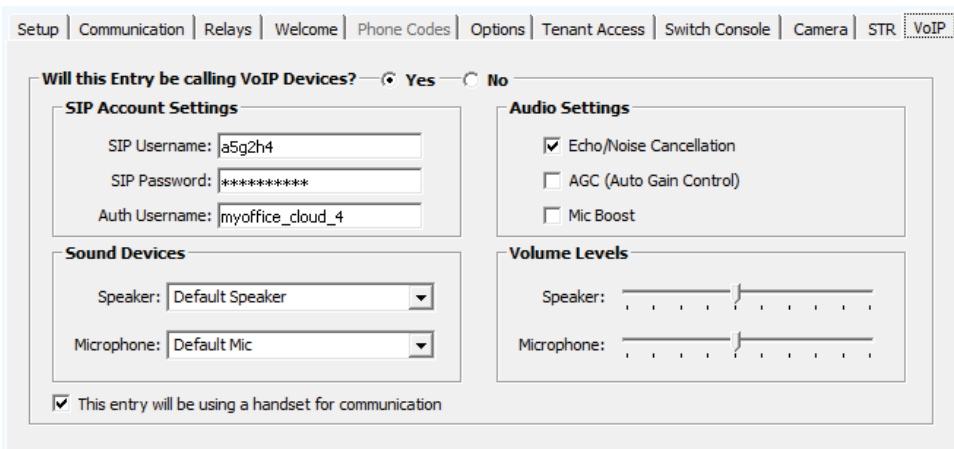 Setup Communication Relays Welcome Phone Codes Options Tenant Access Switch Console Camera STR VoIP
Will this Entry be calling VoIP Devices? Yes No
SIP Account Settings
SIP Username: a5g2h4
SIP Password: **********
Auth Username: myoffice_cloud_4
Audio Settings
Echo/Noise Cancellation
AGC (Auto Gain Control)
Mic Boost
Sound Devices
Speaker: Default Speaker
Microphone: Default Mic
Volume Levels
Speaker:
Microphone:
This entry will be using a handset for communication